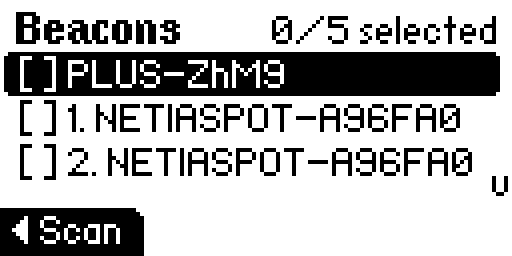 Beacons 0/5 selected
[ ] PLUS-ZhM9
[ ] 1. NETIASPOT-A96FA0
[ ] 2. NETIASPOT-A96FA0
Scan